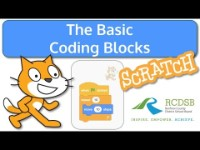 The Basic
Coding Blocks
SCRATCH
RCDSB
INSPIRE. EMPOWER. ACHIEVE.